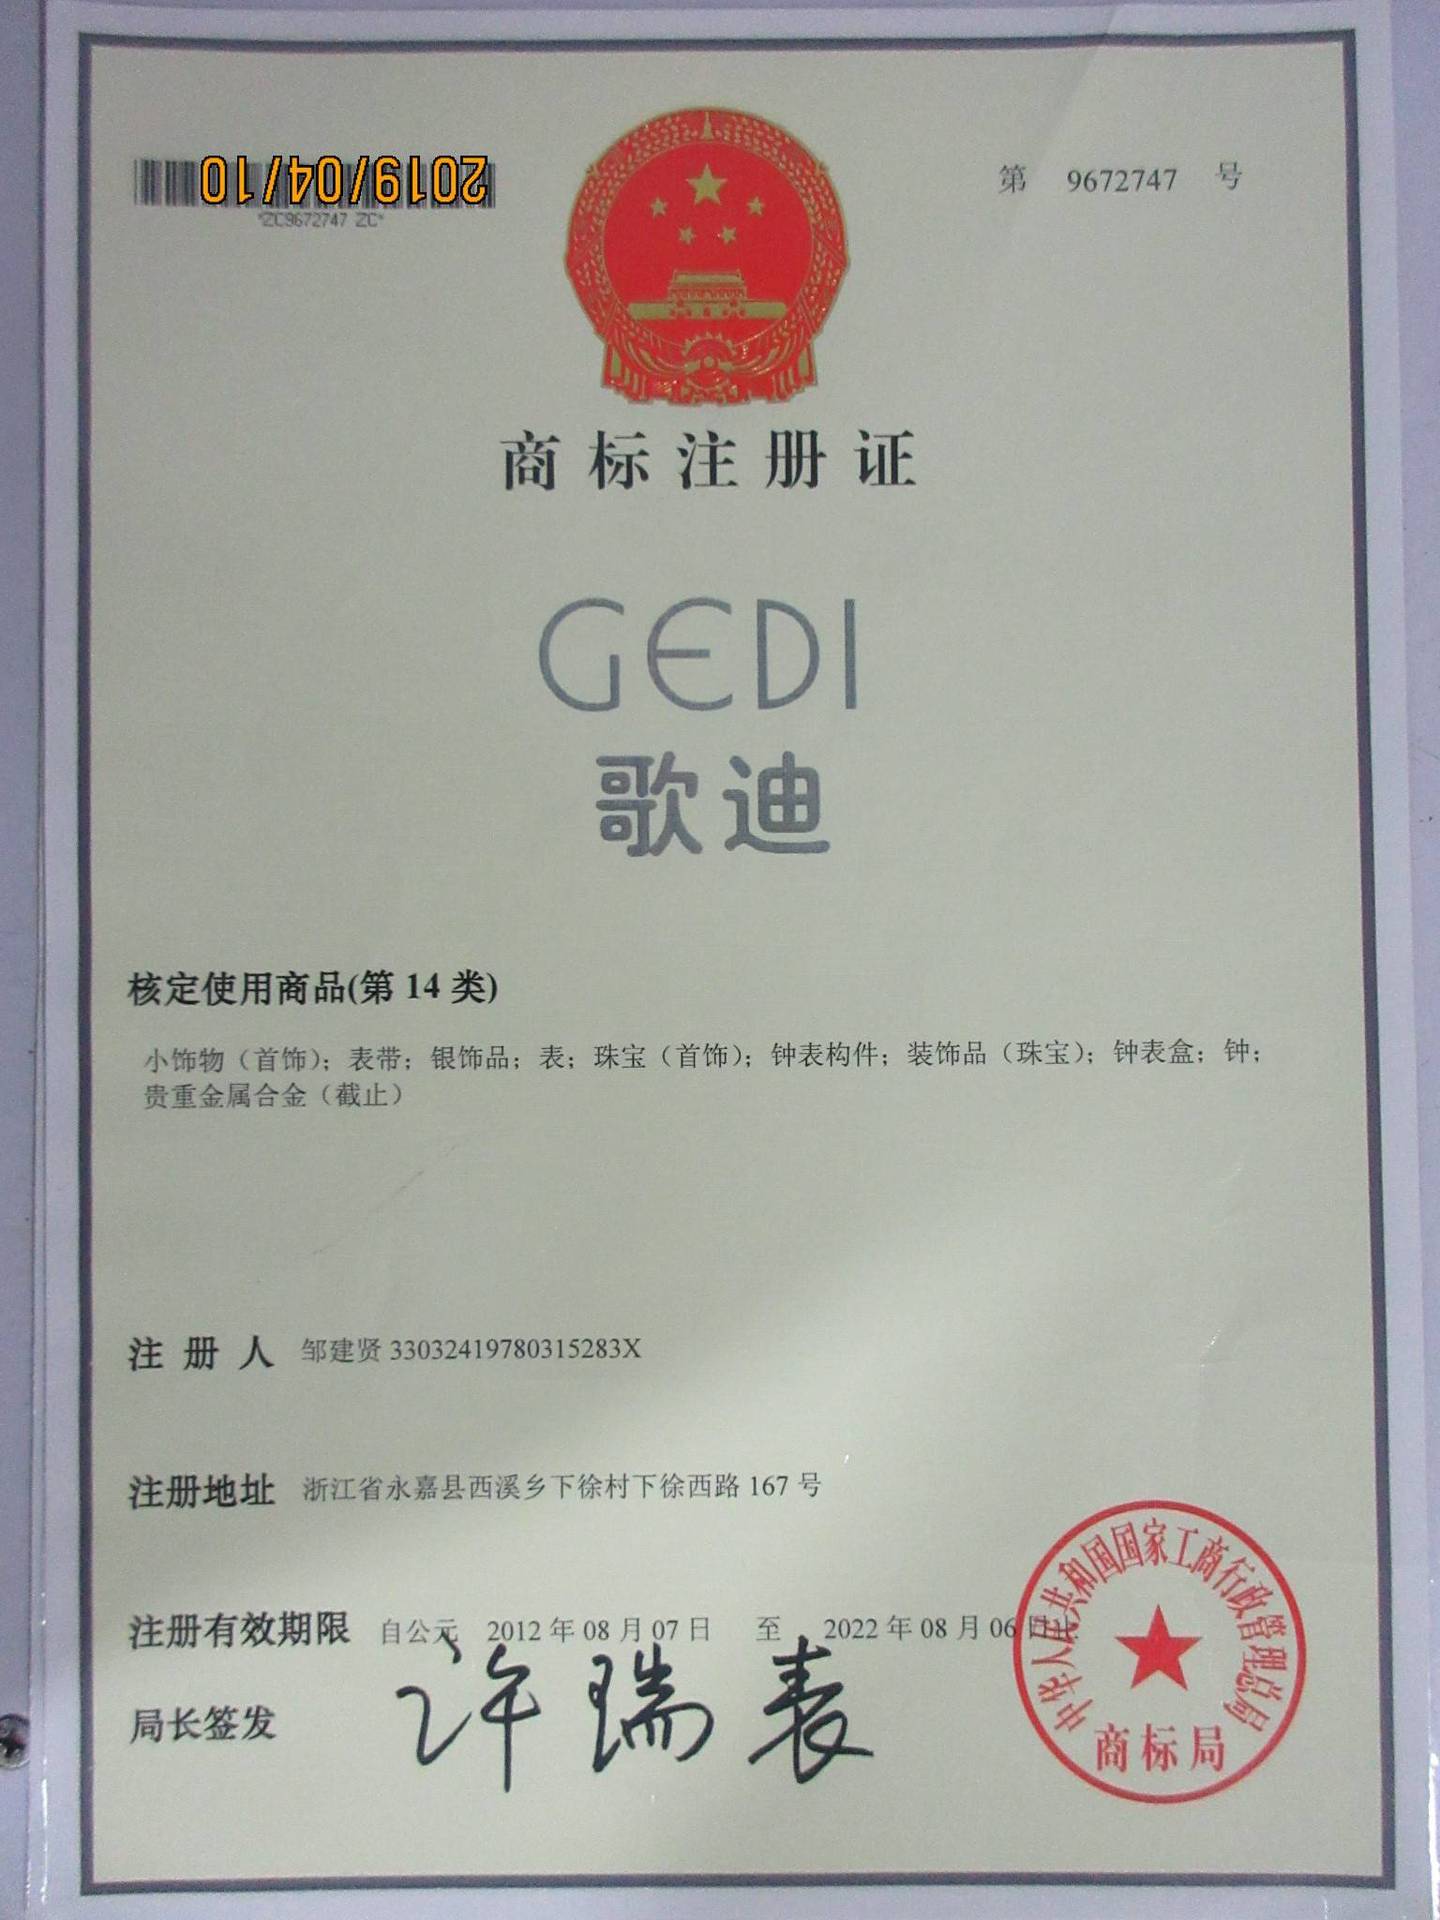 2019/04/10
*ZC9672747 ZC*
第 9672747 号
商标注册证
GEDI
歌迪
核定使用商品(第 14 类)
小饰物（首饰）；表带；银饰品；表；珠宝（首饰）；钟表构件；装饰品（珠宝）；钟表盒；钟；
贵重金属合金（截止）
注册人 邹建贤 33032419780315283X
注册地址 浙江省永嘉县西溪乡下徐村下徐西路 167 号
注册有效期限 自公元 2012 年 08 月 07 日 至 2022 年 08 月 06 日止
局长签发 许瑞表
中华人民共和国国家工商行政管理总局
商标局